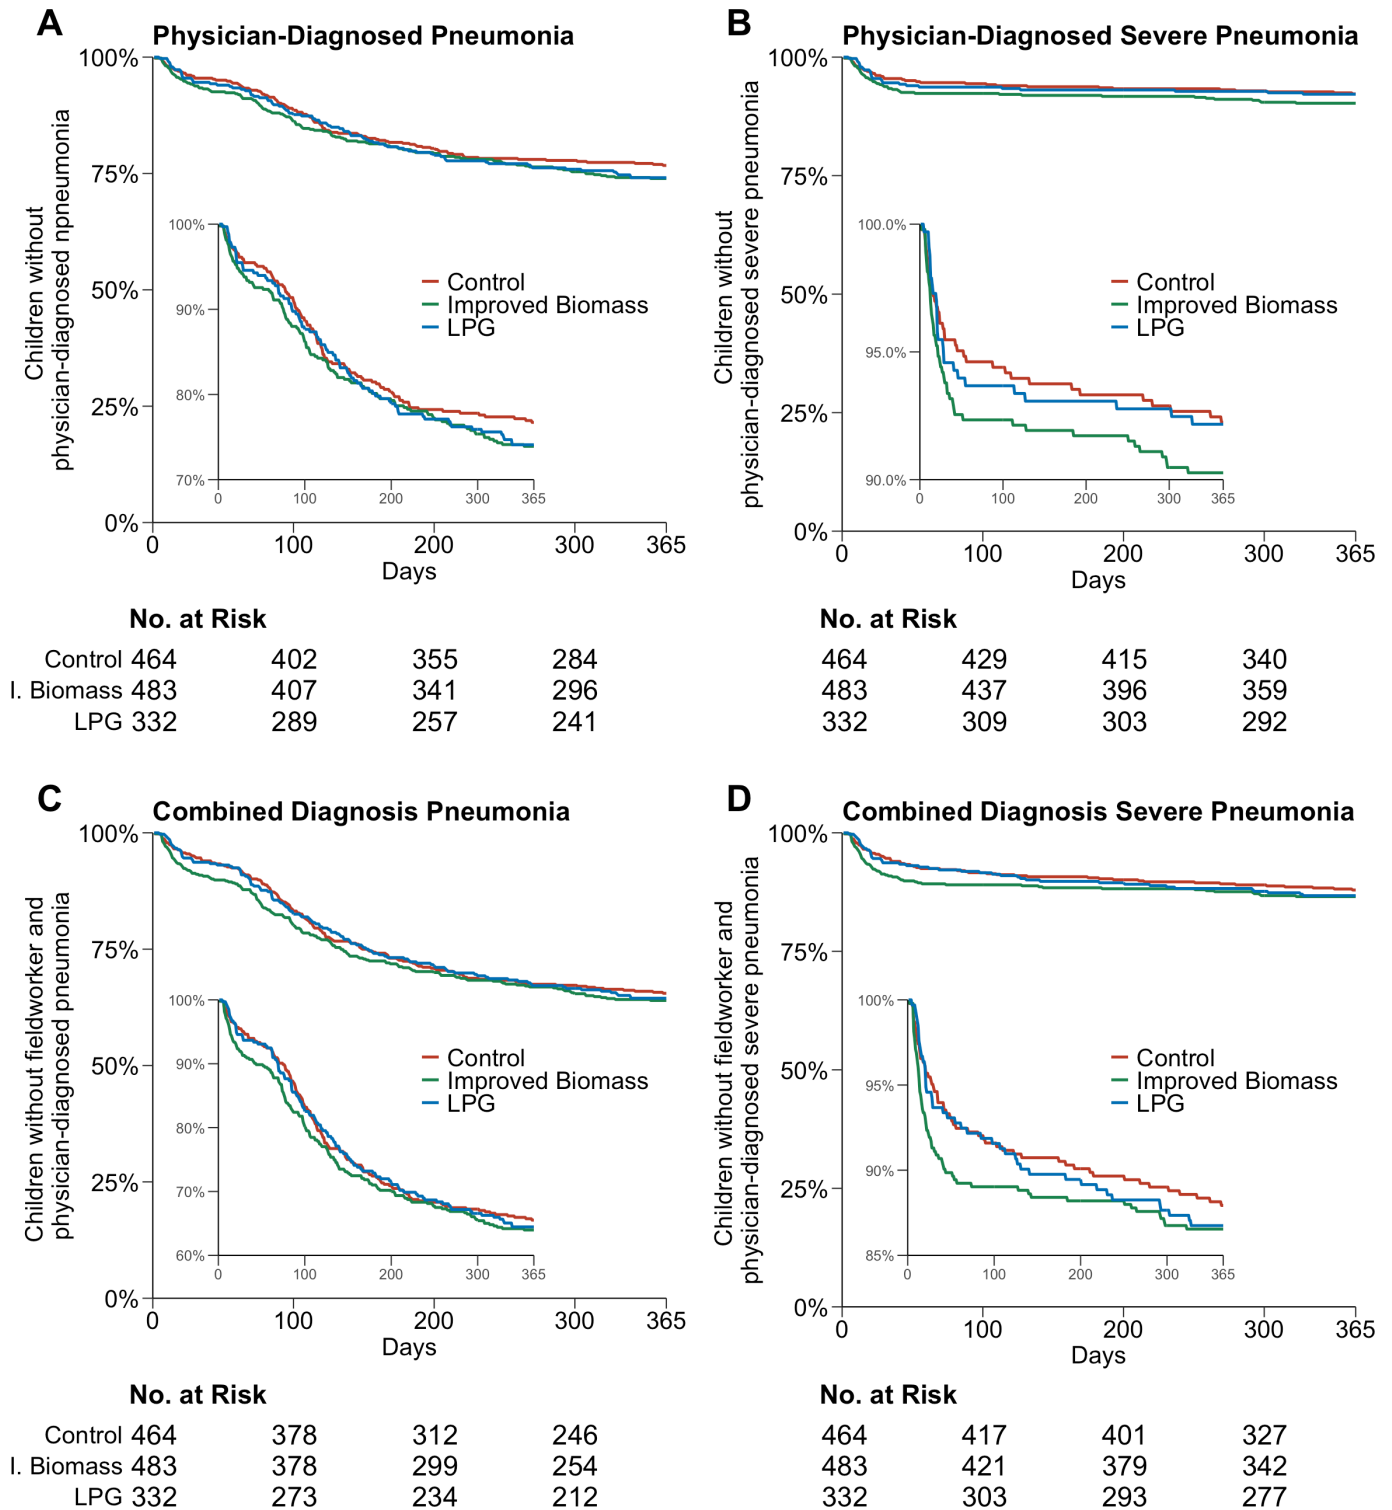 A
Physician-Diagnosed Pneumonia
Children without
physician-diagnosed npneumonia
100%
75%
50%
25%
0%
0 100 200 300 365
Days
100%
90%
80%
70%
0 100 200 300 365
Control
Improved Biomass
LPG
No. at Risk
Control 464 402 355 284
I. Biomass 483 407 341 296
LPG 332 289 257 241
B
Physician-Diagnosed Severe Pneumonia
Children without
physician-diagnosed severe pneumonia
100%
75%
50%
25%
0%
0 100 200 300 365
Days
100.0%
95.0%
90.0%
0 100 200 300 365
Control
Improved Biomass
LPG
No. at Risk
464 429 415 340
483 437 396 359
332 309 303 292
C
Combined Diagnosis Pneumonia
Children without fieldworker and
physician-diagnosed pneumonia
100%
75%
50%
25%
0%
0 100 200 300 365
Days
100%
90%
80%
70%
60%
0 100 200 300 365
Control
Improved Biomass
LPG
No. at Risk
Control 464 378 312 246
I. Biomass 483 378 299 254
LPG 332 273 234 212
D
Combined Diagnosis Severe Pneumonia
Children without fieldworker and
physician-diagnosed severe pneumonia
100%
75%
50%
25%
0%
0 100 200 300 365
Days
100%
95%
90%
85%
0 100 200 300 365
Control
Improved Biomass
LPG
No. at Risk
464 417 401 327
483 421 379 342
332 303 293 277